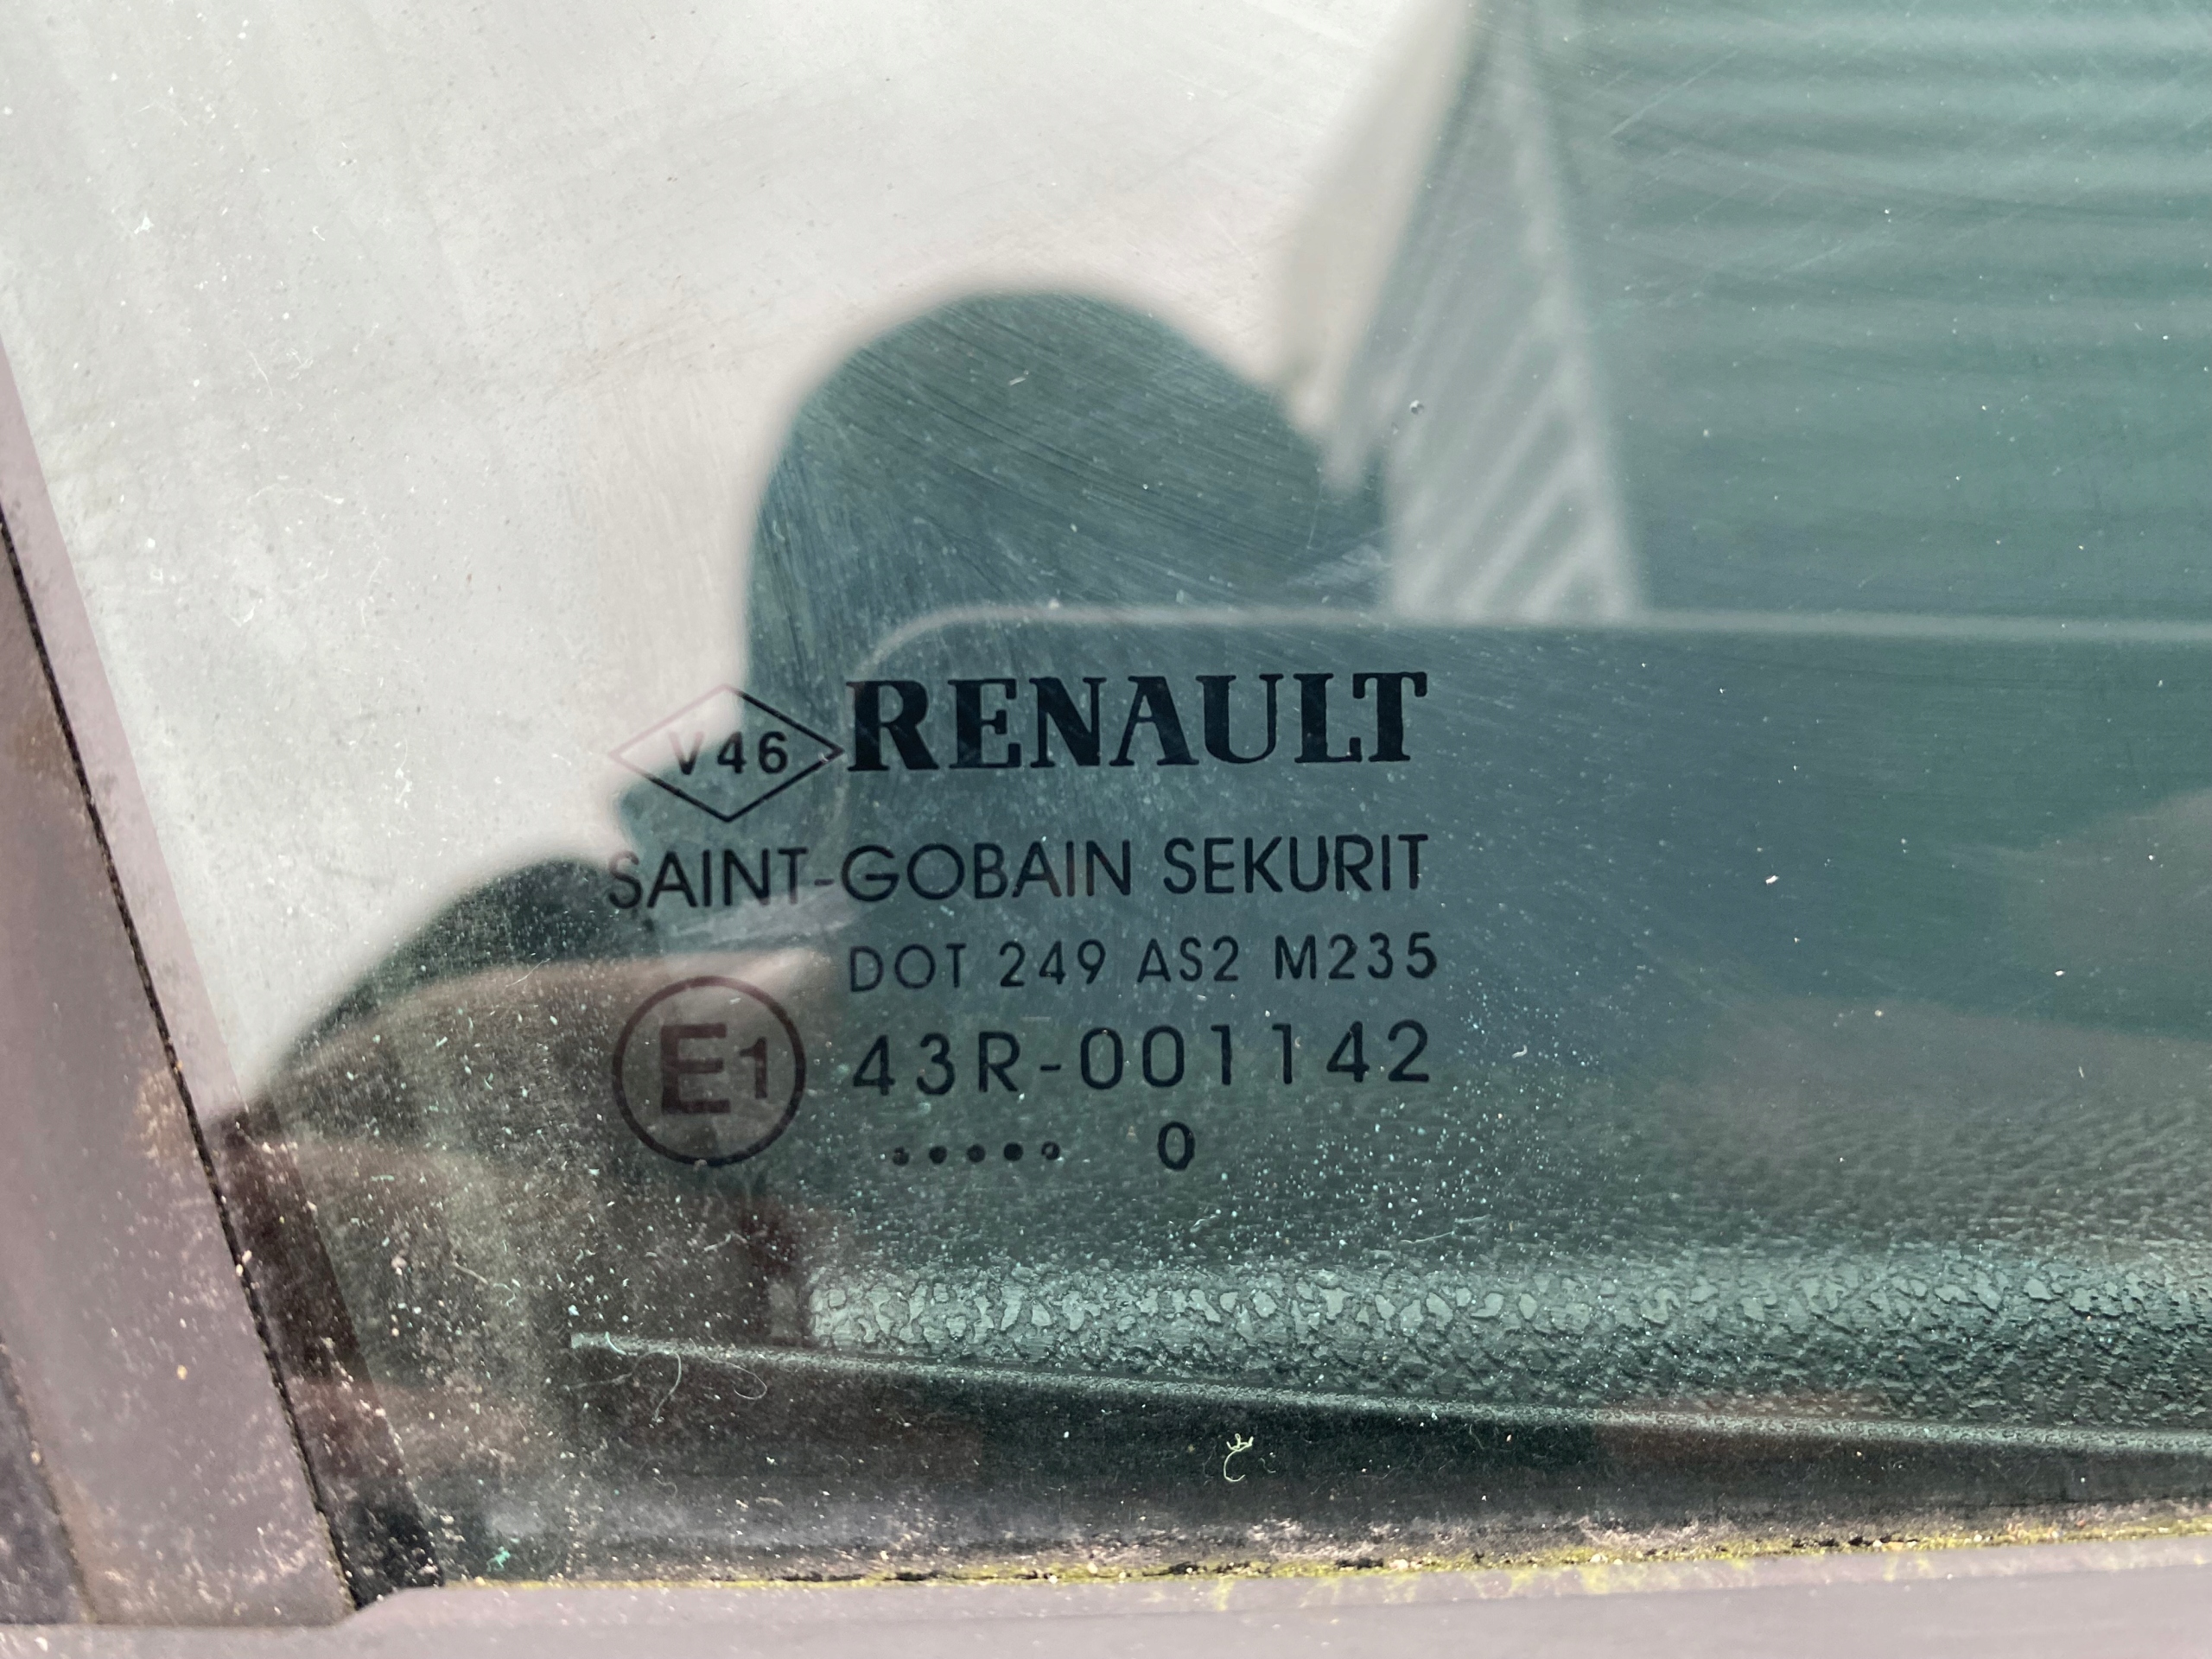 V46 RENAULT
SAINT-GOBAIN SEKURIT
DOT 249 AS2 M235
E1 43R-001142
..... 0